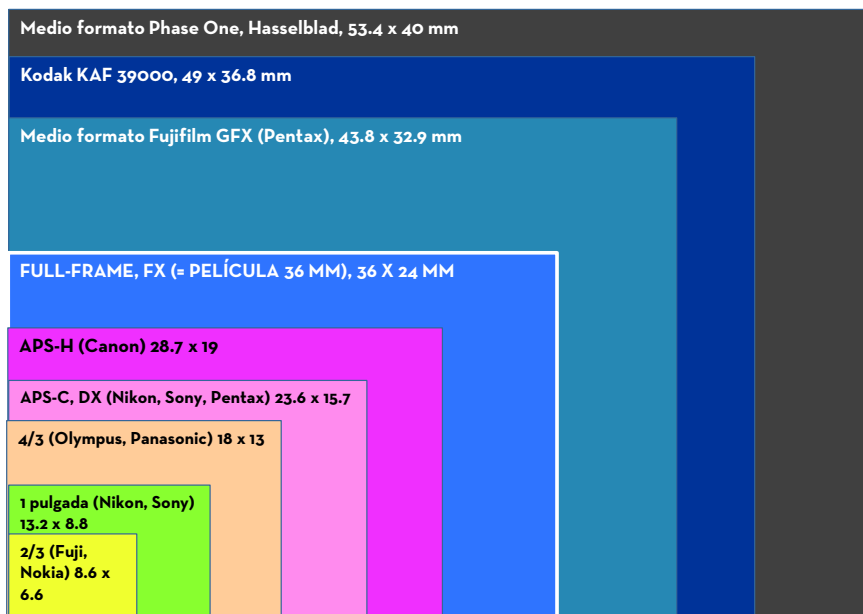 Medio formato Phase One, Hasselblad, 53.4 x 40 mm
Kodak KAF 39000, 49 x 36.8 mm
Medio formato Fujifilm GFX (Pentax), 43.8 x 32.9 mm
FULL-FRAME, FX (= PELÍCULA 36 MM), 36 X 24 MM
APS-H (Canon) 28.7 x 19
APS-C, DX (Nikon, Sony, Pentax) 23.6 x 15.7
4/3 (Olympus, Panasonic) 18 x 13
1 pulgada (Nikon, Sony)
13.2 x 8.8
2/3 (Fuji,
Nokia) 8.6 x
6.6